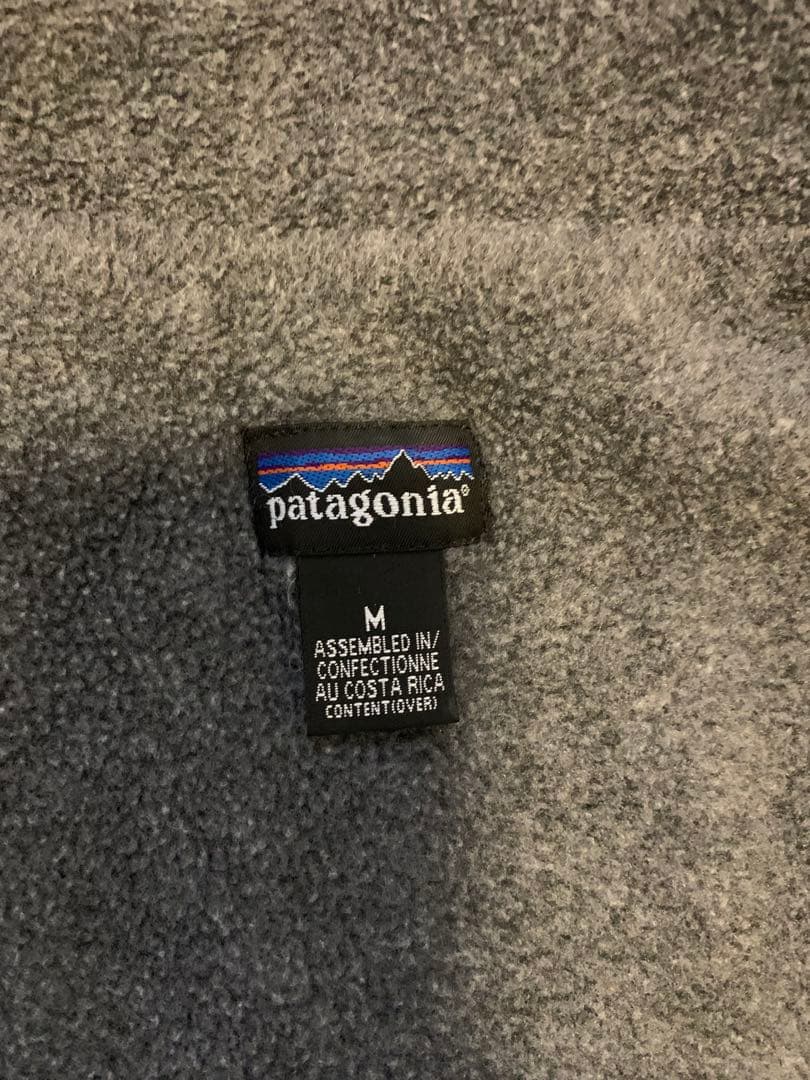 patagonia®
M
ASSEMBLED IN/
CONFECTIONNE
AU COSTA RICA
CONTENT(OVER)